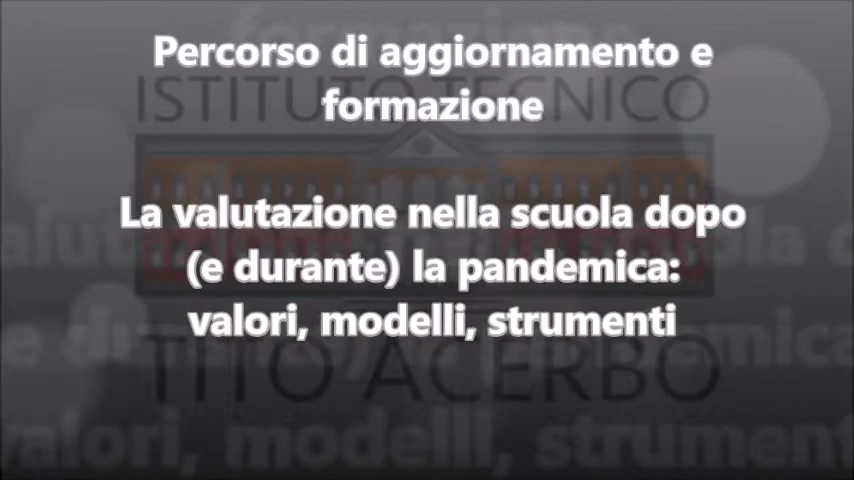 Percorso di aggiornamento e
formazione
La valutazione nella scuola dopo
(e durante) la pandemica:
valori, modelli, strumenti
ISTITUTO TECNICO
TITO ACERBO